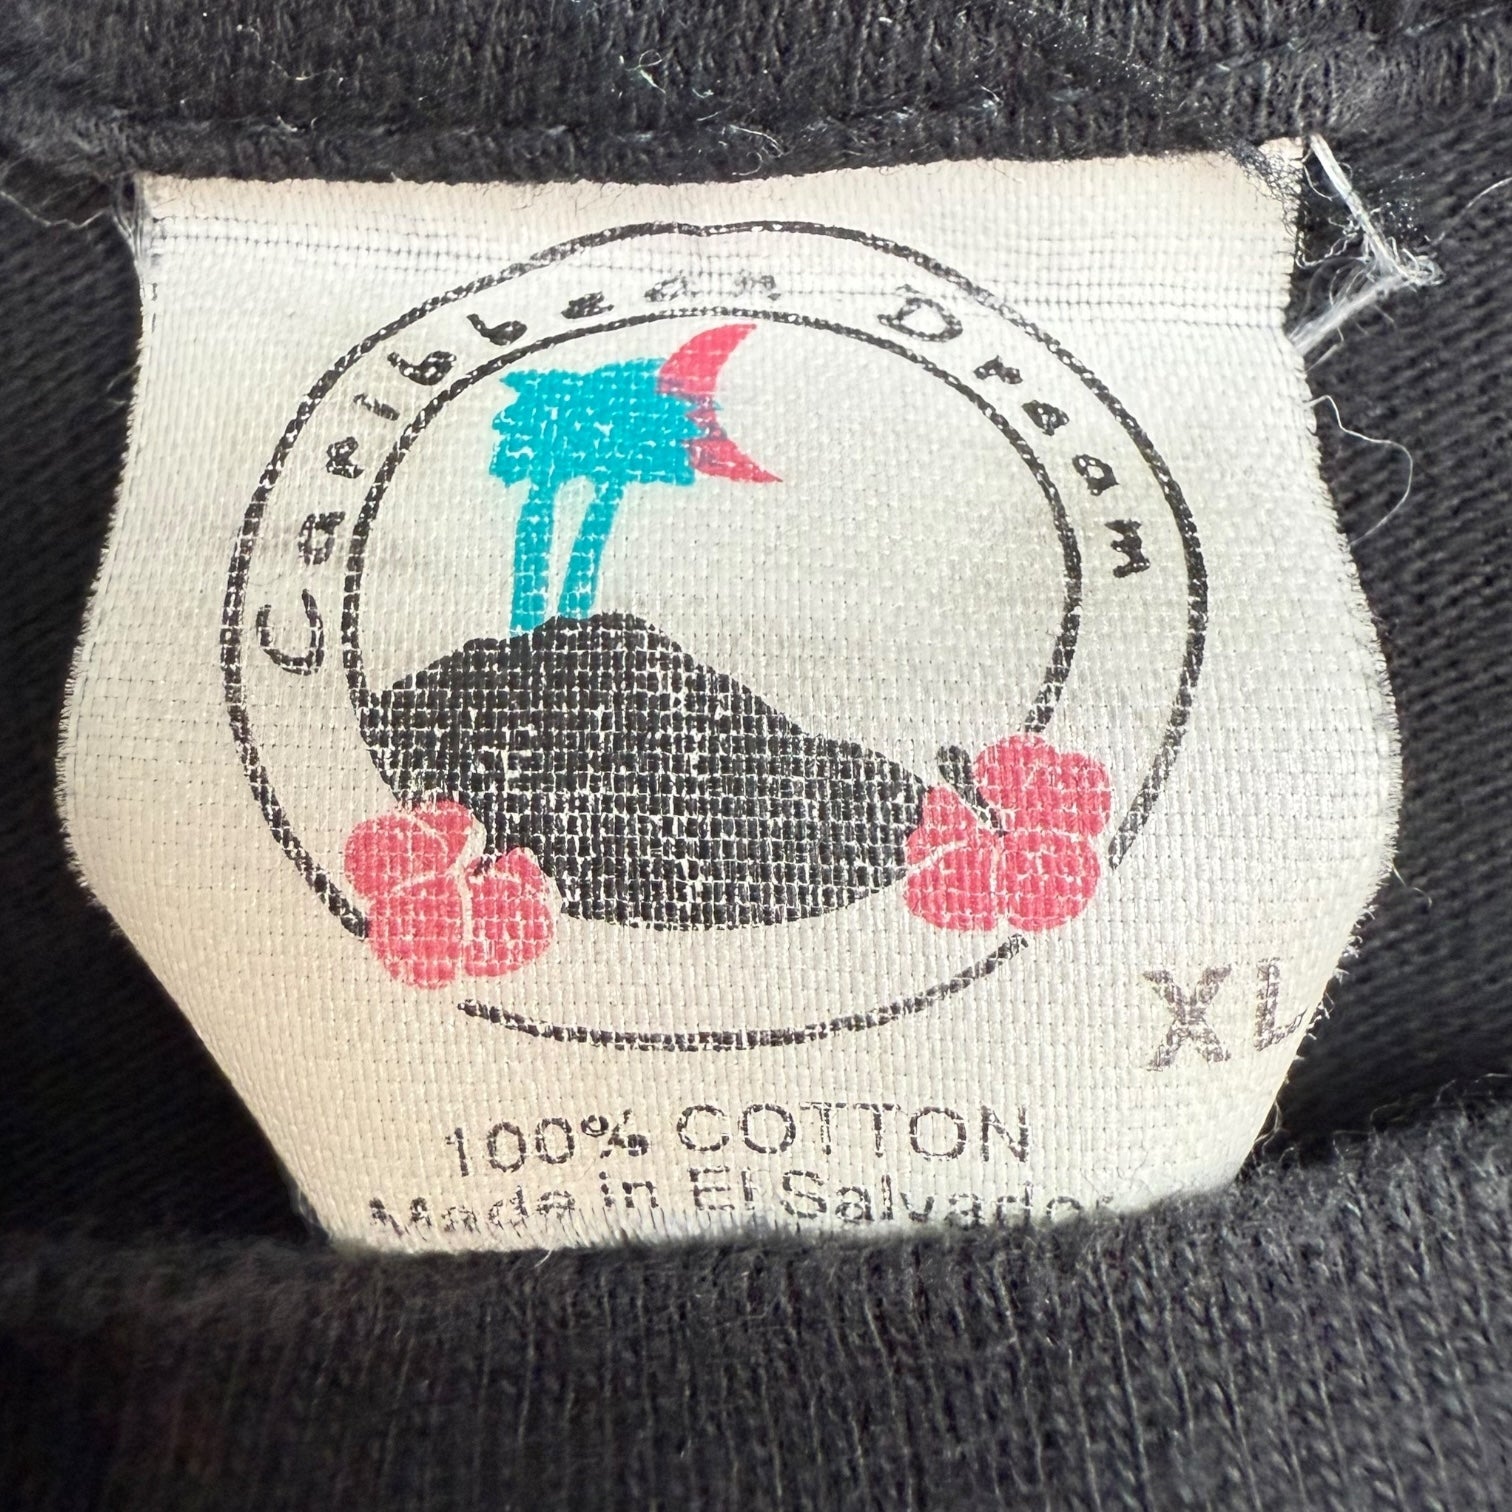 Caribbean Dream
XL
100% COTTON
Made in El Salvador